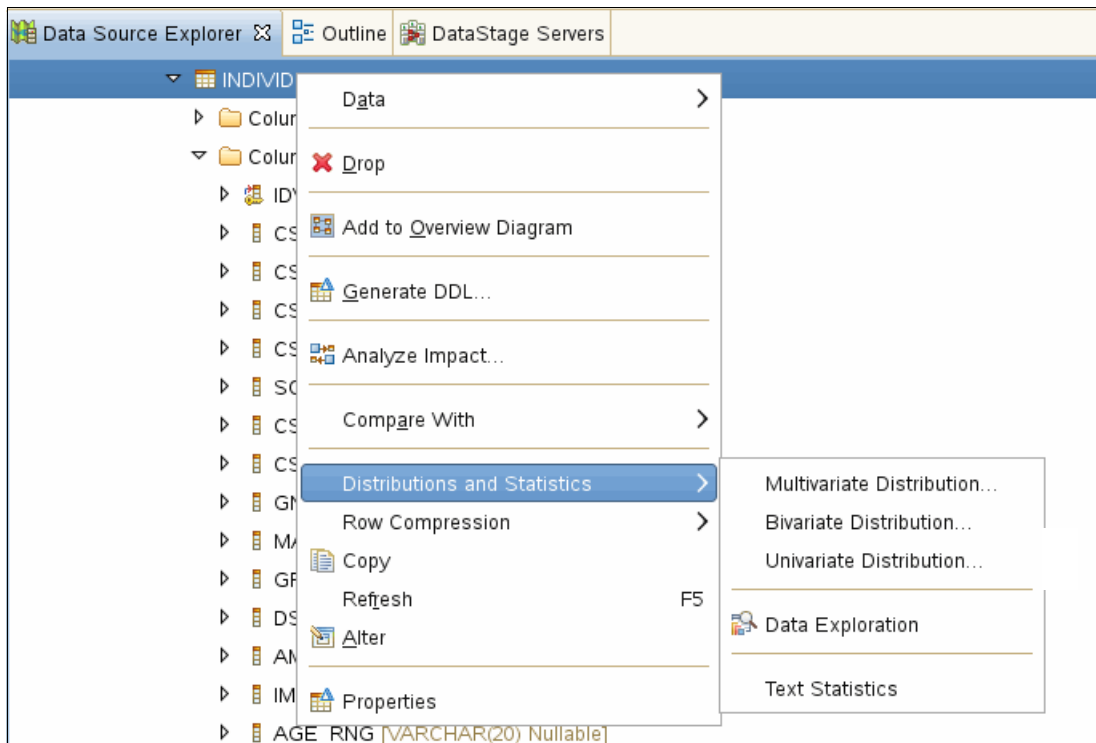 Data Source Explorer Outline DataStage Servers
INDIVID
Data
Colur
Colur
Drop
ID
CS
Add to Overview Diagram
CS
Generate DDL...
CS
CS
Analyze Impact...
SC
CS
Compare With
CS
Distributions and Statistics
Multivariate Distribution...
GN
Row Compression
Bivariate Distribution...
MA
Copy
Univariate Distribution...
GF
Refresh F5
DS
Alter
Data Exploration
AM
IM
Properties
Text Statistics
AGE_RNG [VARCHAR(20) Nullable]